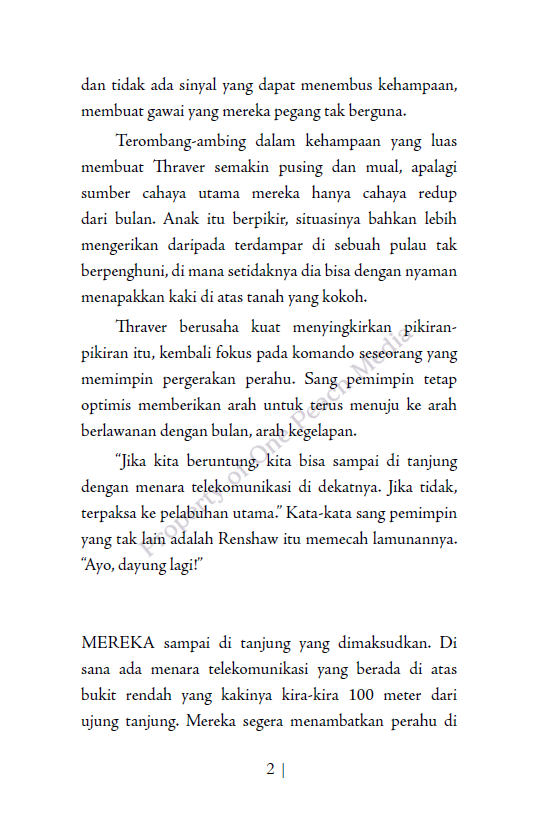 dan tidak ada sinyal yang dapat menembus kehampaan,
membuat gawai yang mereka pegang tak berguna.
Terombang-ambing dalam kehampaan yang luas
membuat Thraver semakin pusing dan mual, apalagi
sumber cahaya utama mereka hanya cahaya redup
dari bulan. Anak itu berpikir, situasinya bahkan lebih
mengerikan daripada terdampar di sebuah pulau tak
berpenghuni, di mana setidaknya dia bisa dengan nyaman
menapakkan kaki di atas tanah yang kokoh.
Thraver berusaha kuat menyingkirkan pikiran-
pikiran itu, kembali fokus pada komando seseorang yang
memimpin pergerakan perahu. Sang pemimpin tetap
optimis memberikan arah untuk terus menuju ke arah
berlawanan dengan bulan, arah kegelapan.
“Jika kita beruntung, kita bisa sampai di tanjung
dengan menara telekomunikasi di dekatnya. Jika tidak,
terpaksa ke pelabuhan utama.” Kata-kata sang pemimpin
yang tak lain adalah Renshaw itu memecah lamunannya.
“Ayo, dayung lagi!”
MEREKA sampai di tanjung yang dimaksudkan. Di
sana ada menara telekomunikasi yang berada di atas
bukit rendah yang kakinya kira-kira 100 meter dari
ujung tanjung. Mereka segera menambatkan perahu di
2 |
Property of One Peach Media